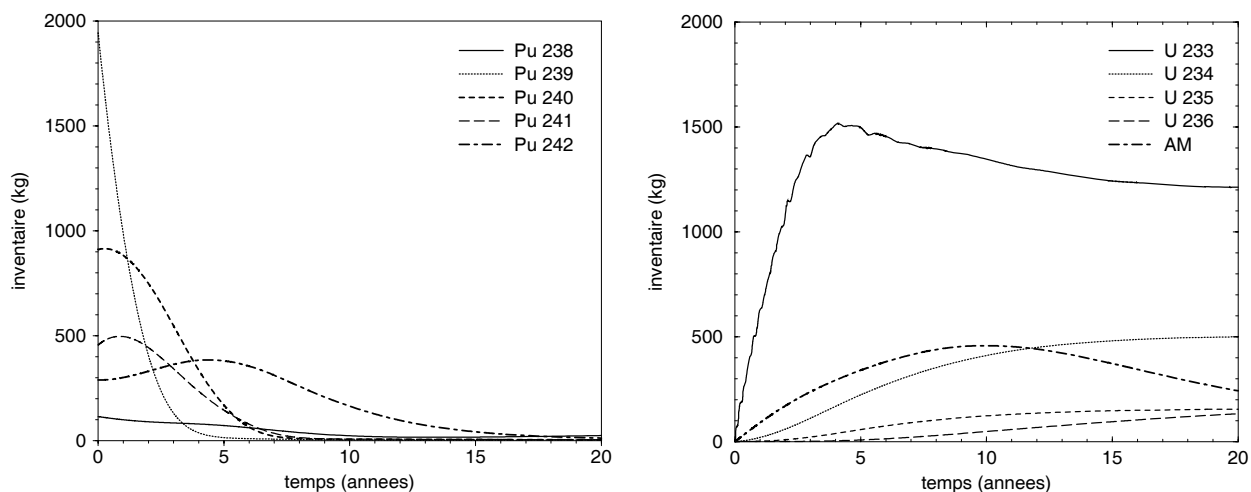 2000
1500
1000
500
0
inventaire (kg)
0 5 10 15 20
temps (annees)
Pu 238
Pu 239
Pu 240
Pu 241
Pu 242
2000
1500
1000
500
0
inventaire (kg)
0 5 10 15 20
temps (annees)
U 233
U 234
U 235
U 236
AM